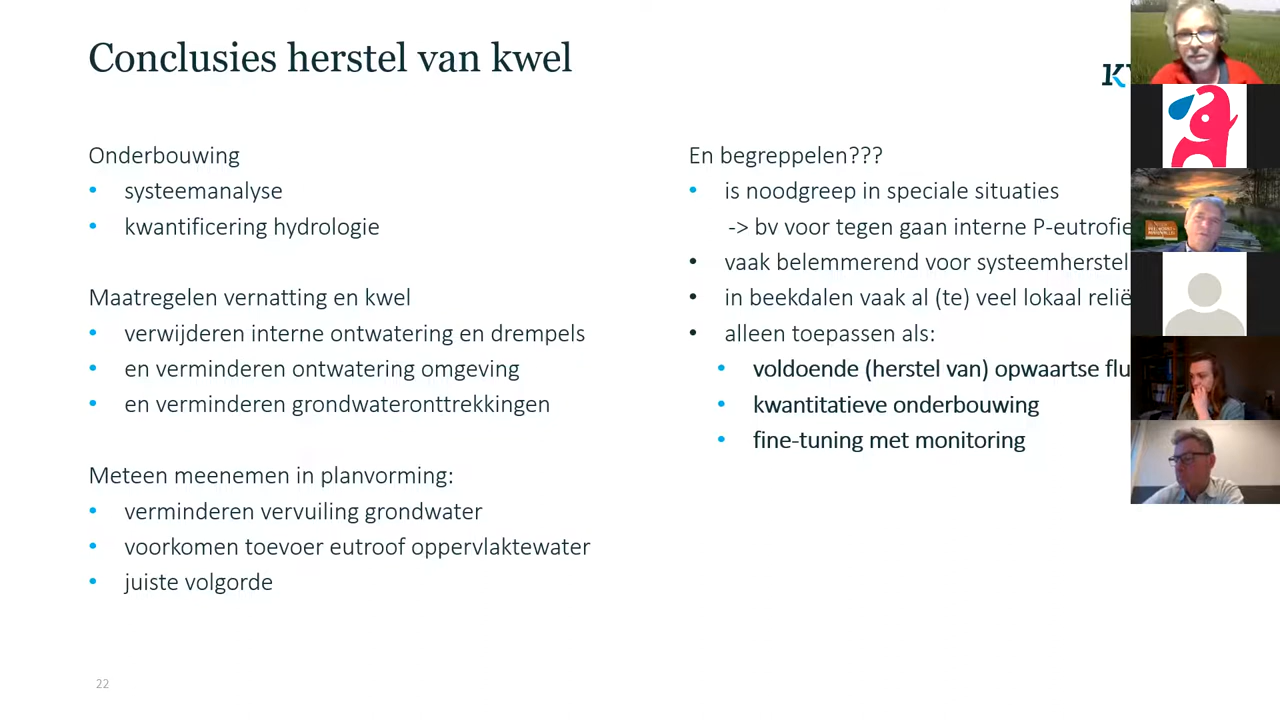 Conclusies herstel van kwel
Onderbouwing
• systeemanalyse
• kwantificering hydrologie
Maatregelen vernatting en kwel
• verwijderen interne ontwatering en drempels
• en verminderen ontwatering omgeving
• en verminderen grondwateronttrekkingen
Meteen meenemen in planvorming:
• verminderen vervuiling grondwater
• voorkomen toevoer eutroof oppervlaktewater
• juiste volgorde
En begreppelen???
• is noodgreep in speciale situaties
-> bv voor tegen gaan interne P-eutrofie
• vaak belemmerend voor systeemherstel
• in beekdalen vaak al (te) veel lokaal relië
• alleen toepassen als:
• voldoende (herstel van) opwaartse flu
• kwantitatieve onderbouwing
• fine-tuning met monitoring
22